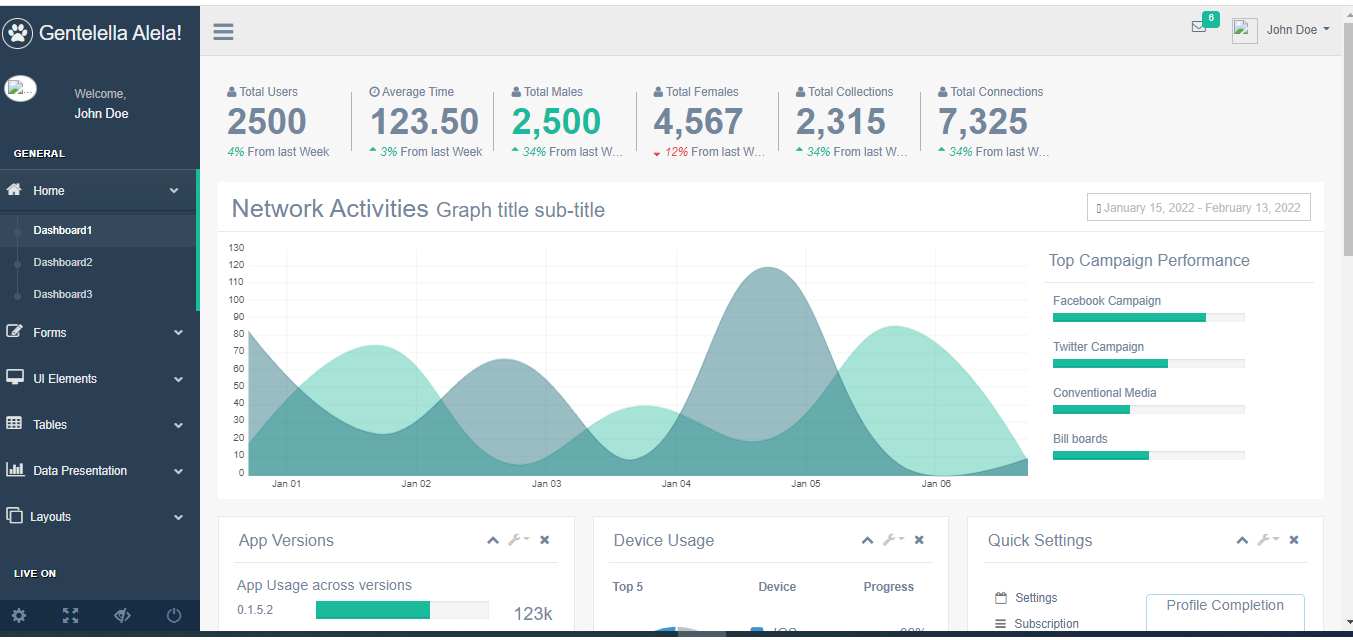 Gentelella Alela!
6
John Doe
Welcome,
John Doe
GENERAL
Home
Dashboard1
Dashboard2
Dashboard3
Forms
UI Elements
Tables
Data Presentation
Layouts
LIVE ON
Total Users
2500
4% From last Week
Average Time
123.50
3% From last Week
Total Males
2,500
34% From last W...
Total Females
4,567
12% From last W...
Total Collections
2,315
34% From last W...
Total Connections
7,325
34% From last W...
Network Activities Graph title sub-title
January 15, 2022 - February 13, 2022
130
120
110
100
90
80
70
60
50
40
30
20
10
0
Jan 01
Jan 02
Jan 03
Jan 04
Jan 05
Jan 06
Top Campaign Performance
Facebook Campaign
Twitter Campaign
Conventional Media
Bill boards
App Versions
App Usage across versions
0.1.5.2
123k
Device Usage
Top 5 Device Progress
Quick Settings
Settings
Subscription
Profile Completion